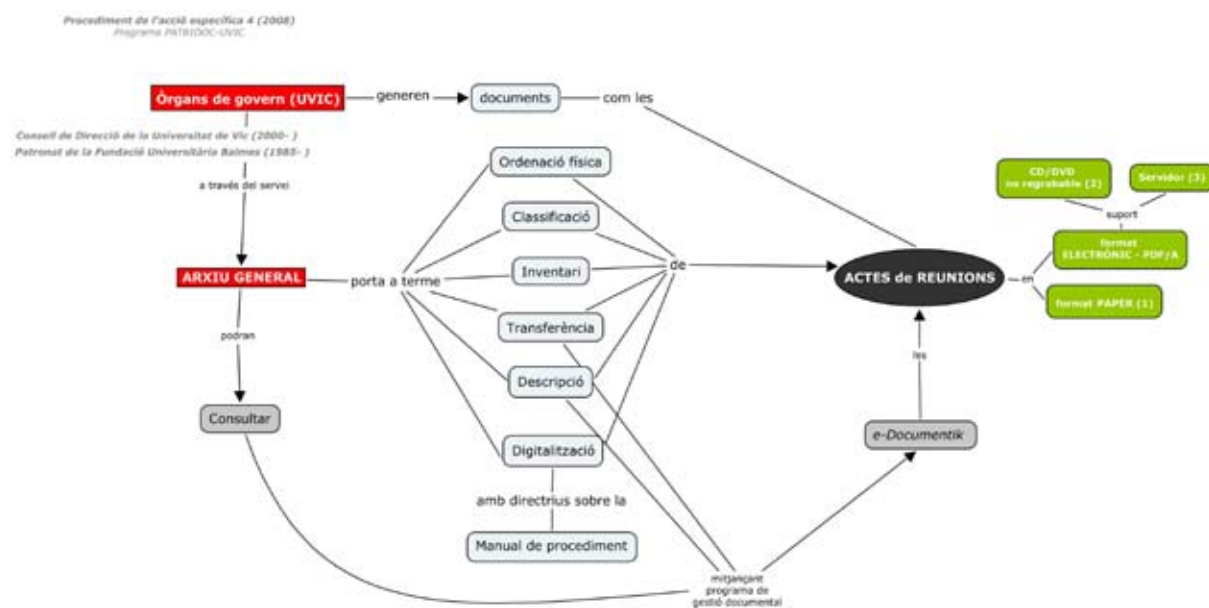 Procediment de l'acció específica 4 (2008)
Programa PATRIDOC-UVIC
Òrgans de govern (UVIC)
generen
documents
com les
Consell de Direcció de la Universitat de Vic (2000- )
Patronat de la Fundació Universitària Balmes (1985- )
a través del servei
Ordenació física
CD/DVD
no regrabable (2)
Servidor (3)
Classificació
suport
format
ELECTRÒNIC - PDF/A
ARXIU GENERAL
porta a terme
Inventari
de
ACTES de REUNIONS
en
format PAPER (1)
podran
Transferència
les
Descripció
Consultar
e-Documentik
Digitalització
amb directrius sobre la
Manual de procediment
mitjançant
programa de
gestió documental